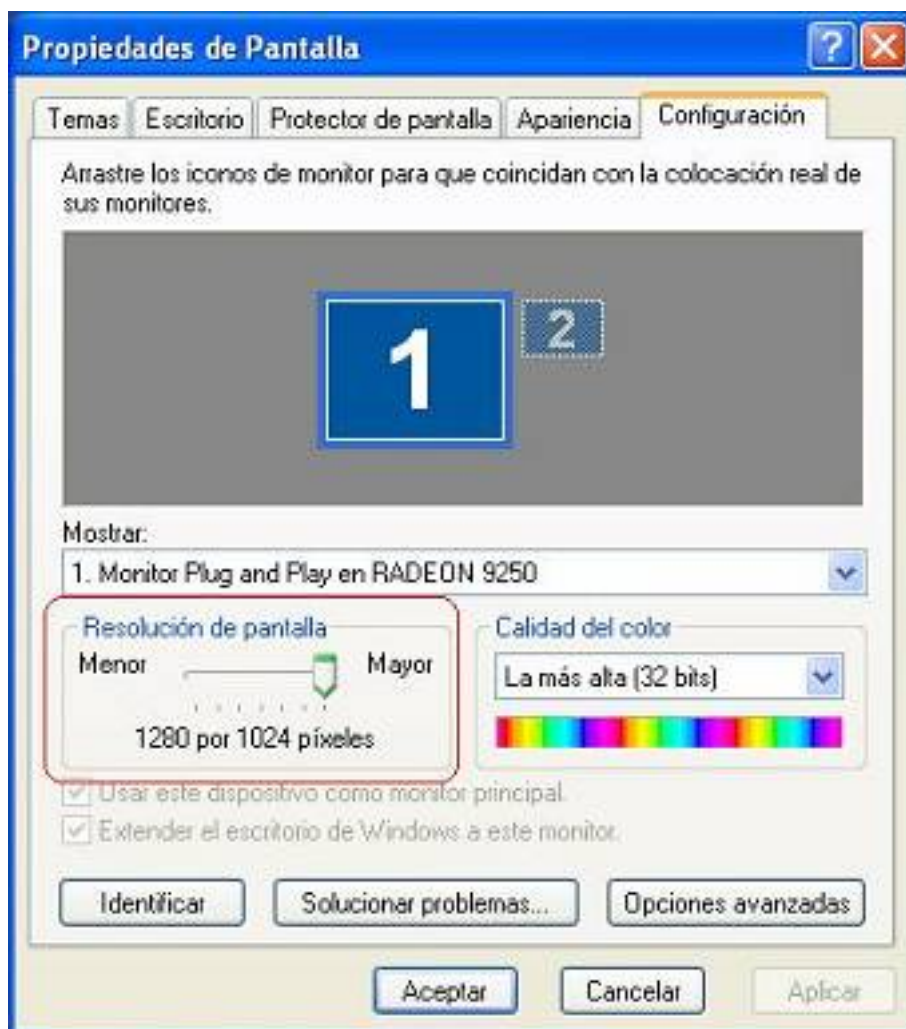 Propiedades de Pantalla
Temas Escritorio Protector de pantalla Apariencia Configuración
Arrastre los iconos de monitor para que coincidan con la colocación real de
sus monitores.
1 2
Mostrar:
1. Monitor Plug and Play en RADEON 9250
Resolución de pantalla
Menor Mayor
1280 por 1024 píxeles
Calidad del color
La más alta (32 bits)
Usar este dispositivo como monitor principal.
Extender el escritorio de Windows a este monitor.
Identificar Solucionar problemas... Opciones avanzadas
Aceptar Cancelar Aplicar